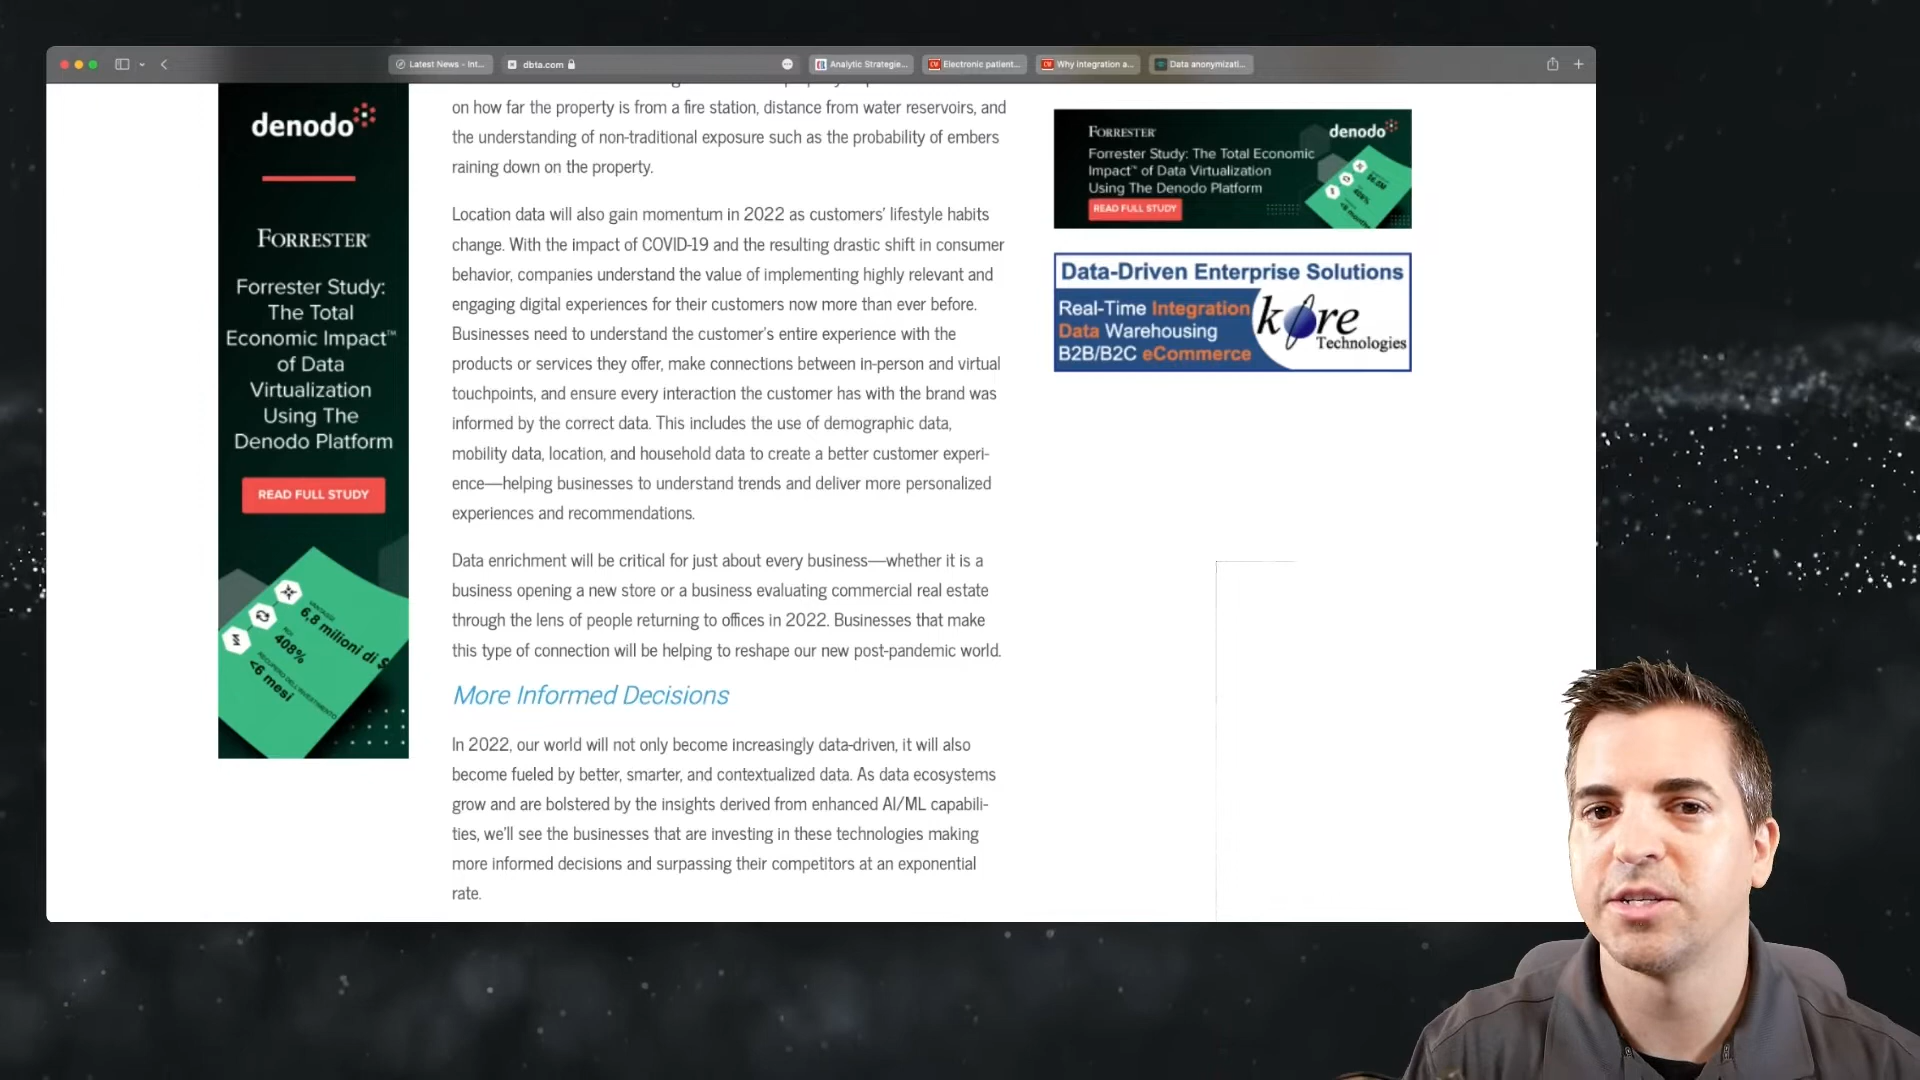 Latest News - Int...
dbta.com
Analytic Strategie...
Electronic patient...
Why Integration a...
Data anonymizati...
denodo
FORRESTER
Forrester Study:
The Total
Economic Impact™
of Data
Virtualization
Using The
Denodo Platform
READ FULL STUDY
VANTAGGI
6,8 milioni di $
ROI
408%
RECUPERO DELL'INVESTIMENTO
<6 mesi
on how far the property is from a fire station, distance from water reservoirs, and
the understanding of non-traditional exposure such as the probability of embers
raining down on the property.
Location data will also gain momentum in 2022 as customers' lifestyle habits
change. With the impact of COVID-19 and the resulting drastic shift in consumer
behavior, companies understand the value of implementing highly relevant and
engaging digital experiences for their customers now more than ever before.
Businesses need to understand the customer's entire experience with the
products or services they offer, make connections between in-person and virtual
touchpoints, and ensure every interaction the customer has with the brand was
informed by the correct data. This includes the use of demographic data,
mobility data, location, and household data to create a better customer experi-
ence—helping businesses to understand trends and deliver more personalized
experiences and recommendations.
Data enrichment will be critical for just about every business—whether it is a
business opening a new store or a business evaluating commercial real estate
through the lens of people returning to offices in 2022. Businesses that make
this type of connection will be helping to reshape our new post-pandemic world.
More Informed Decisions
In 2022, our world will not only become increasingly data-driven, it will also
become fueled by better, smarter, and contextualized data. As data ecosystems
grow and are bolstered by the insights derived from enhanced AI/ML capabili-
ties, we'll see the businesses that are investing in these technologies making
more informed decisions and surpassing their competitors at an exponential
rate.
FORRESTER
denodo
Forrester Study: The Total Economic
Impact™ of Data Virtualization
Using The Denodo Platform
READ FULL STUDY
Data-Driven Enterprise Solutions
Real-Time Integration
Data Warehousing
B2B/B2C eCommerce
kore
Technologies